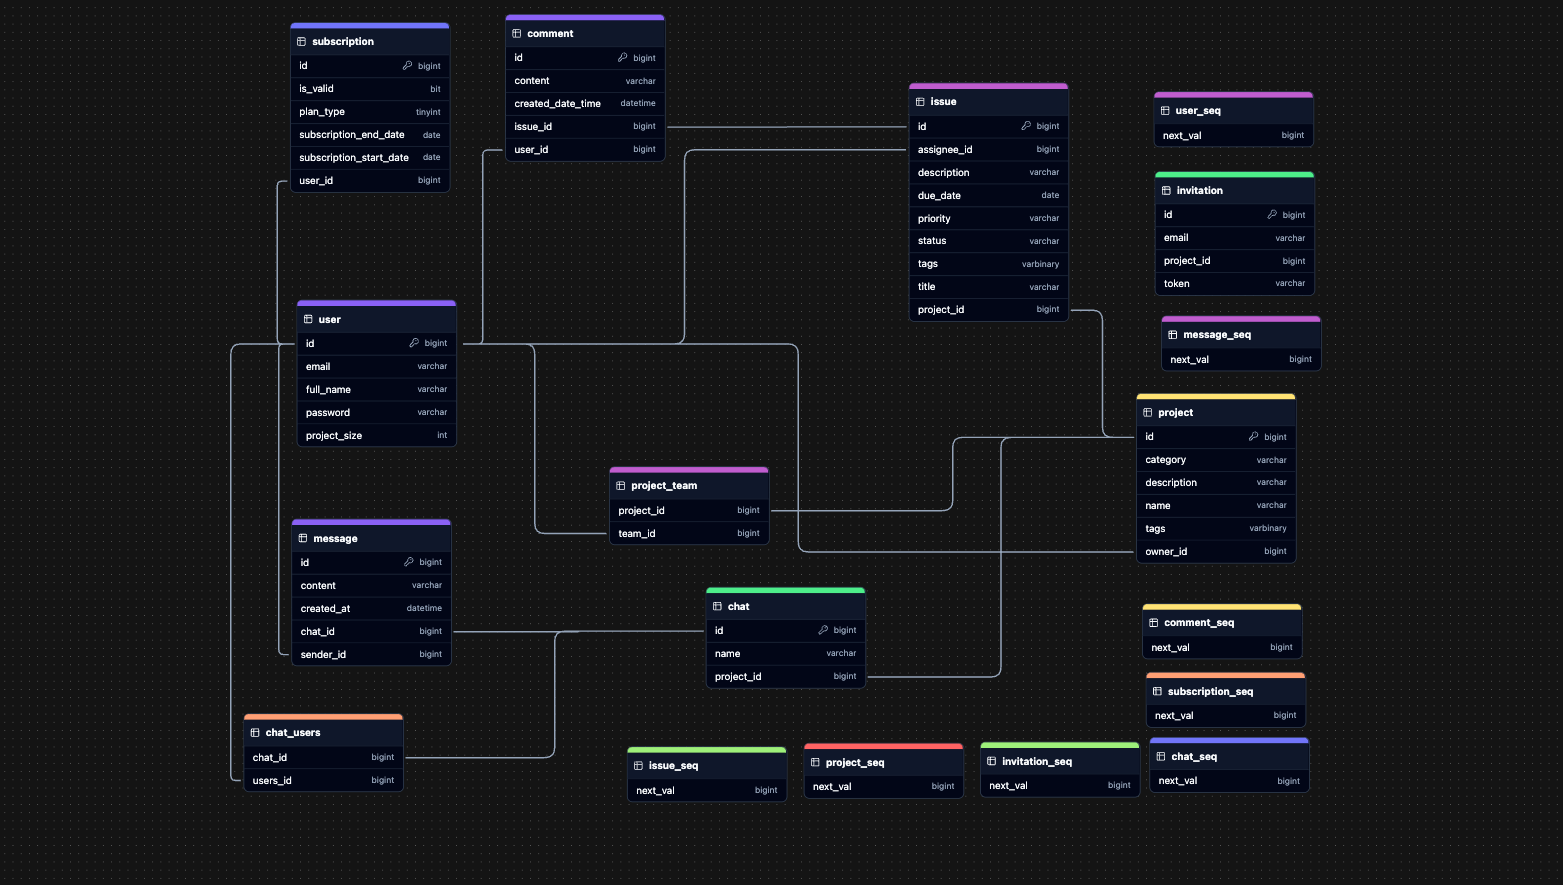 subscription
id bigint
is_valid bit
plan_type tinyint
subscription_end_date date
subscription_start_date date
user_id bigint
comment
id bigint
content varchar
created_date_time datetime
issue_id bigint
user_id bigint
issue
id bigint
assignee_id bigint
description varchar
due_date date
priority varchar
status varchar
tags varbinary
title varchar
project_id bigint
user_seq
next_val bigint
invitation
id bigint
email varchar
project_id bigint
token varchar
message_seq
next_val bigint
user
id bigint
email varchar
full_name varchar
password varchar
project_size int
project
id bigint
category varchar
description varchar
name varchar
tags varbinary
owner_id bigint
project_team
project_id bigint
team_id bigint
message
id bigint
content varchar
created_at datetime
chat_id bigint
sender_id bigint
chat
id bigint
name varchar
project_id bigint
comment_seq
next_val bigint
subscription_seq
next_val bigint
chat_users
chat_id bigint
users_id bigint
issue_seq
next_val bigint
project_seq
next_val bigint
invitation_seq
next_val bigint
chat_seq
next_val bigint